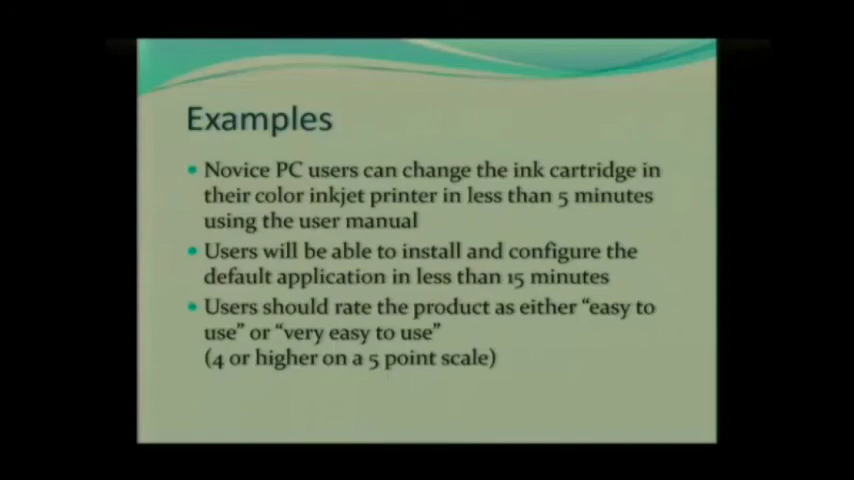 Examples
Novice PC users can change the ink cartridge in
their color inkjet printer in less than 5 minutes
using the user manual
Users will be able to install and configure the
default application in less than 15 minutes
Users should rate the product as either “easy to
use” or “very easy to use”
(4 or higher on a 5 point scale)